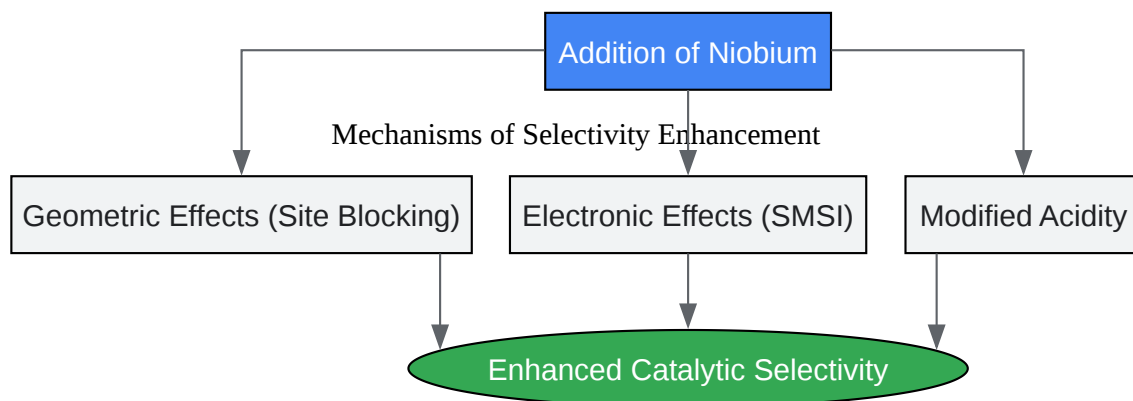 Addition of Niobium
Mechanisms of Selectivity Enhancement
Geometric Effects (Site Blocking)
Electronic Effects (SMSI)
Modified Acidity
Enhanced Catalytic Selectivity